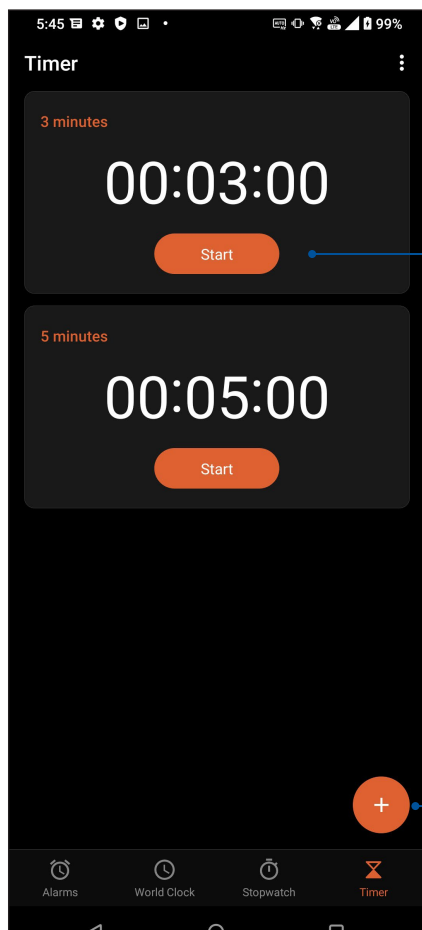 5:45 99%
Timer
3 minutes
00:03:00
Start
5 minutes
00:05:00
Start
+
Alarms World Clock Stopwatch Timer